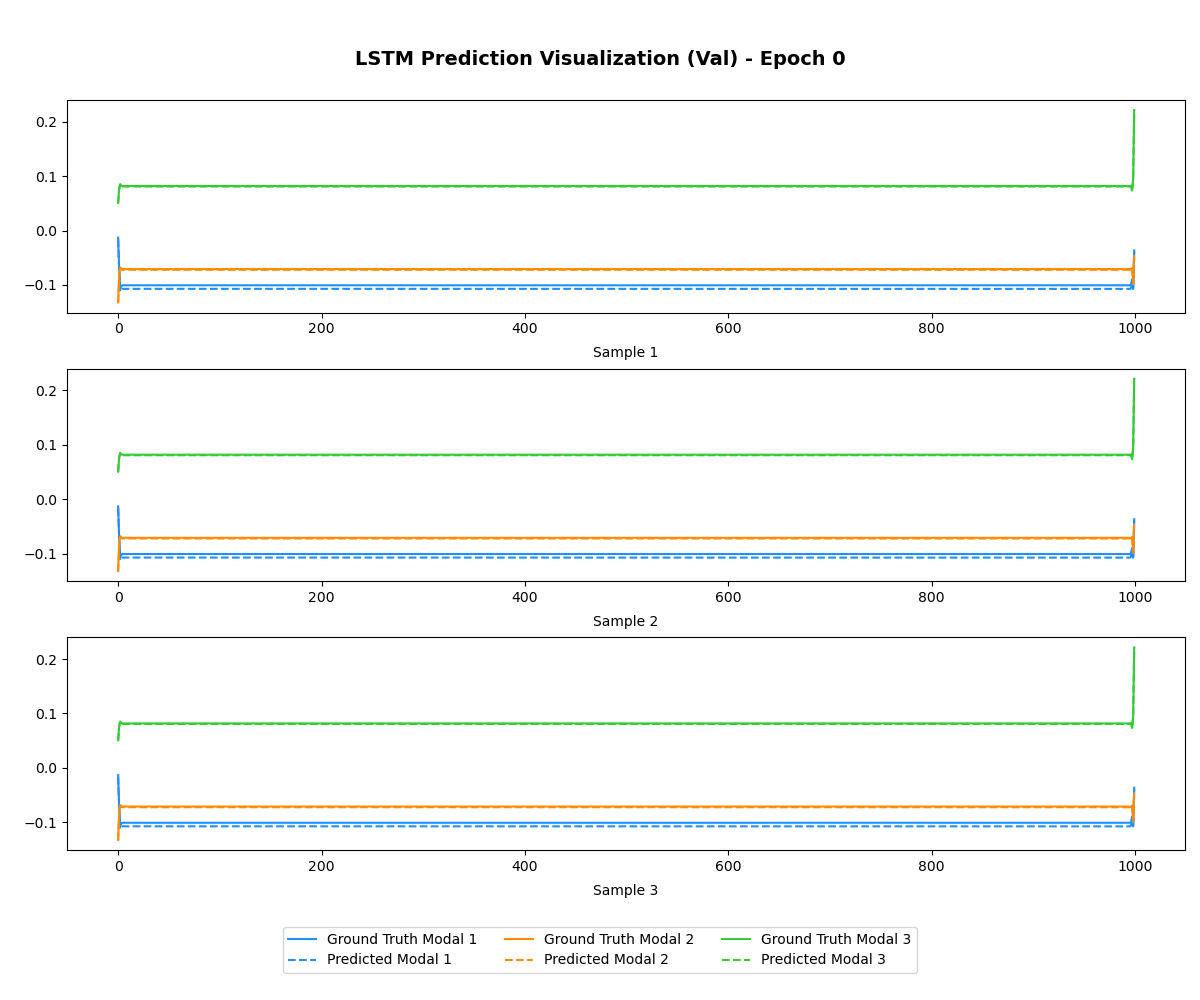 LSTM Prediction Visualization (Val) - Epoch 0
0.2
0.1
0.0
−0.1
0 200 400 600 800 1000
Sample 1
0.2
0.1
0.0
−0.1
0 200 400 600 800 1000
Sample 2
0.2
0.1
0.0
−0.1
0 200 400 600 800 1000
Sample 3
Ground Truth Modal 1 Ground Truth Modal 2 Ground Truth Modal 3
Predicted Modal 1 Predicted Modal 2 Predicted Modal 3